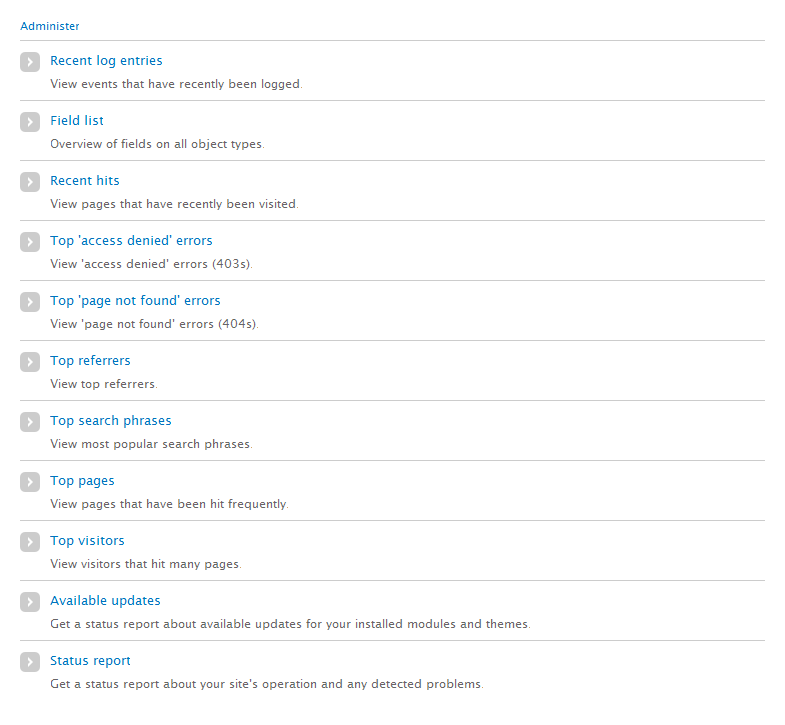 Administer
Recent log entries
View events that have recently been logged.
Field list
Overview of fields on all object types.
Recent hits
View pages that have recently been visited.
Top 'access denied' errors
View 'access denied' errors (403s).
Top 'page not found' errors
View 'page not found' errors (404s).
Top referrers
View top referrers.
Top search phrases
View most popular search phrases.
Top pages
View pages that have been hit frequently.
Top visitors
View visitors that hit many pages.
Available updates
Get a status report about available updates for your installed modules and themes.
Status report
Get a status report about your site's operation and any detected problems.